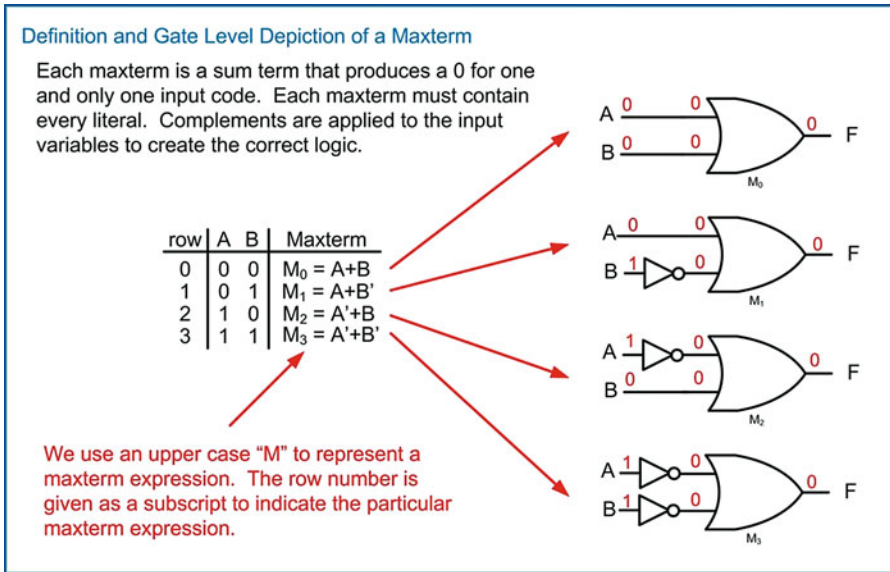 Definition and Gate Level Depiction of a Maxterm
Each maxterm is a sum term that produces a 0 for one
and only one input code. Each maxterm must contain
every literal. Complements are applied to the input
variables to create the correct logic.
row A B Maxterm
0 0 0 M₀ = A+B
1 0 1 M₁ = A+B'
2 1 0 M₂ = A'+B
3 1 1 M₃ = A'+B'
We use an upper case “M” to represent a
maxterm expression. The row number is
given as a subscript to indicate the particular
maxterm expression.
A 0 0 0 F
B 0 0
M₀
A 0 0 0 F
B 1 0
M₁
A 1 0 0 F
B 0 0
M₂
A 1 0 0 F
B 1 0
M₃